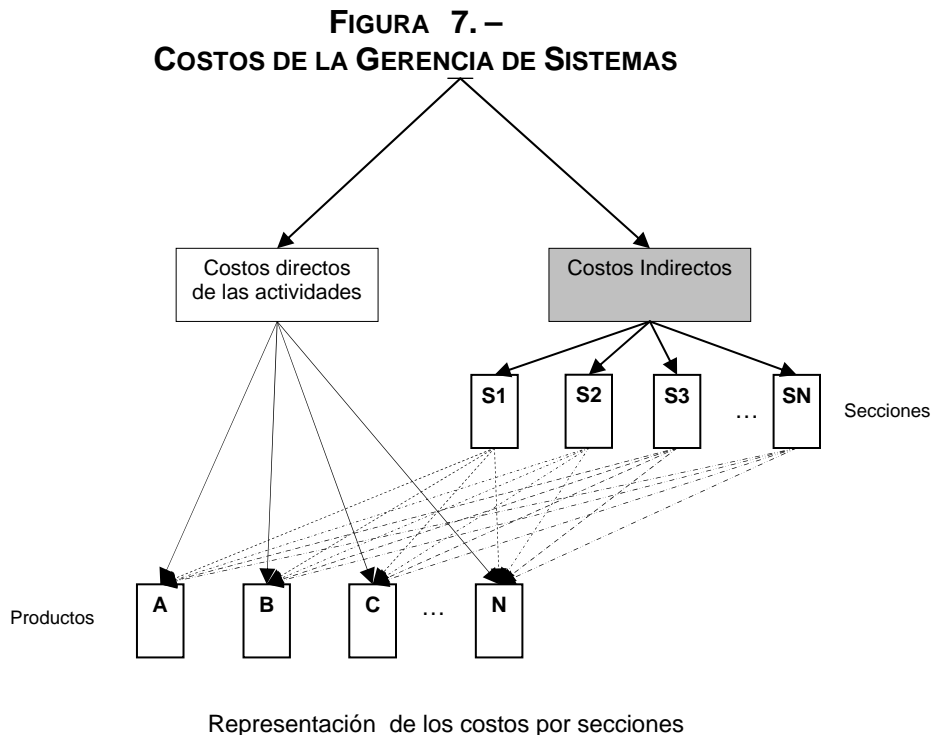 FIGURA 7. –
COSTOS DE LA GERENCIA DE SISTEMAS
Costos directos
de las actividades
Costos Indirectos
S1 S2 S3 ... SN
Secciones
Productos
A B C ... N
Representación de los costos por secciones